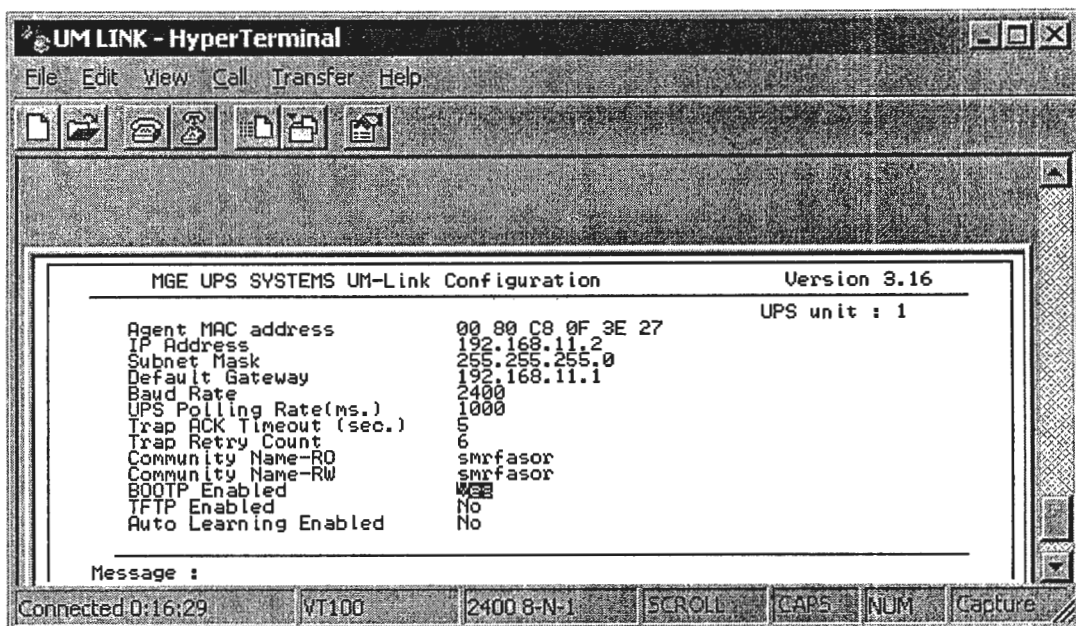 UM LINK - HyperTerminal
File Edit View Call Transfer Help
MGE UPS SYSTEMS UM-Link Configuration Version 3.16
UPS unit : 1
Agent MAC address 00 80 C8 0F 3E 27
IP Address 192.168.11.2
Subnet Mask 255.255.255.0
Default Gateway 192.168.11.1
Baud Rate 2400
UPS Polling Rate(ms.) 1000
Trap ACK Timeout (sec.) 5
Trap Retry Count 6
Community Name-RO smrfasor
Community Name-RW smrfasor
BOOTP Enabled Yes
TFTP Enabled No
Auto Learning Enabled No
Message :
Connected 0:16:29 VT100 2400 8-N-1 SCROLL CAPS NUM Capture